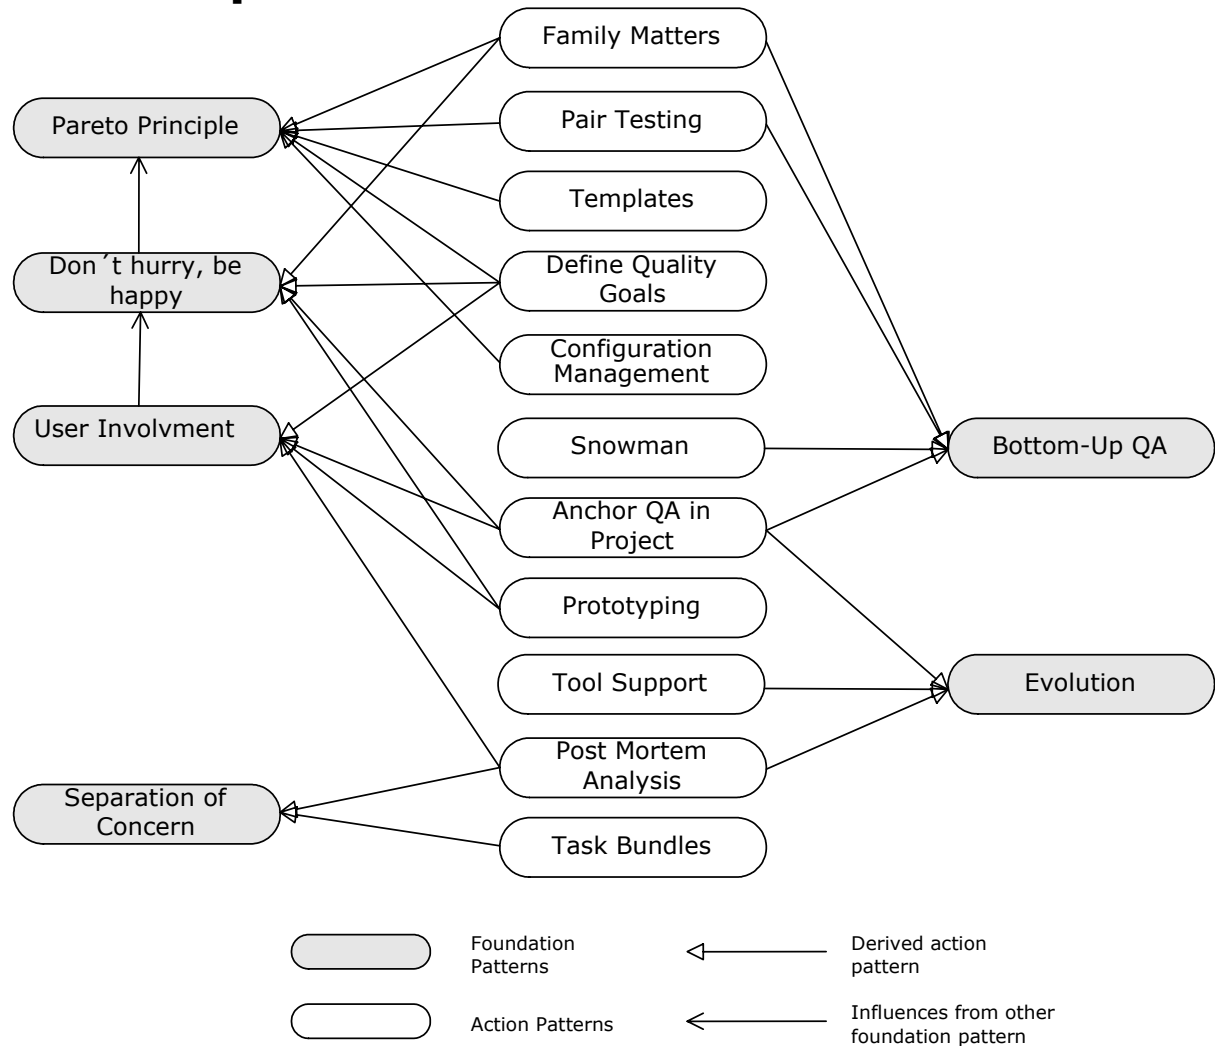 Family Matters
Pareto Principle
Pair Testing
Templates
Don´t hurry, be
happy
Define Quality
Goals
Configuration
Management
User Involvment
Snowman
Bottom-Up QA
Anchor QA in
Project
Prototyping
Tool Support
Evolution
Post Mortem
Analysis
Separation of
Concern
Task Bundles
Foundation
Patterns
Derived action
pattern
Action Patterns
Influences from other
foundation pattern